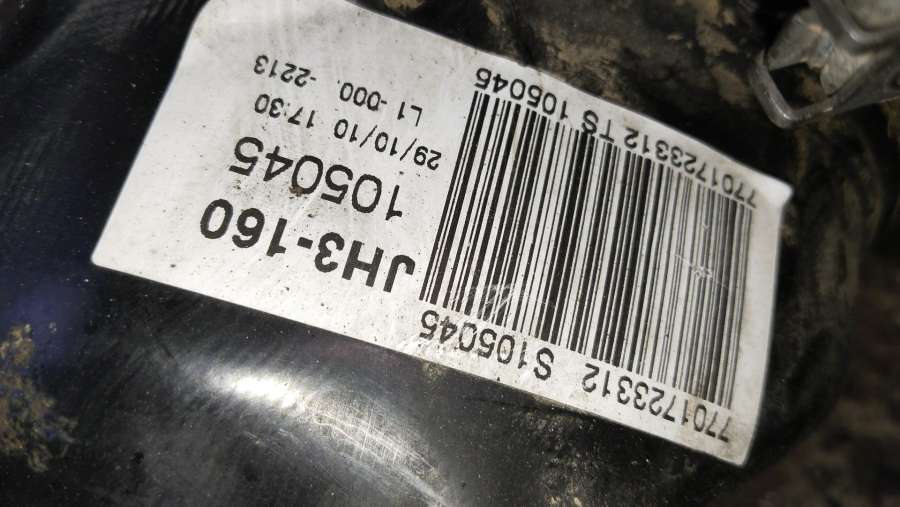 7701723312 S105045
7701723312 TS 105045
JH3-160
105045
29/10/10 17:30
L1-000. -2213